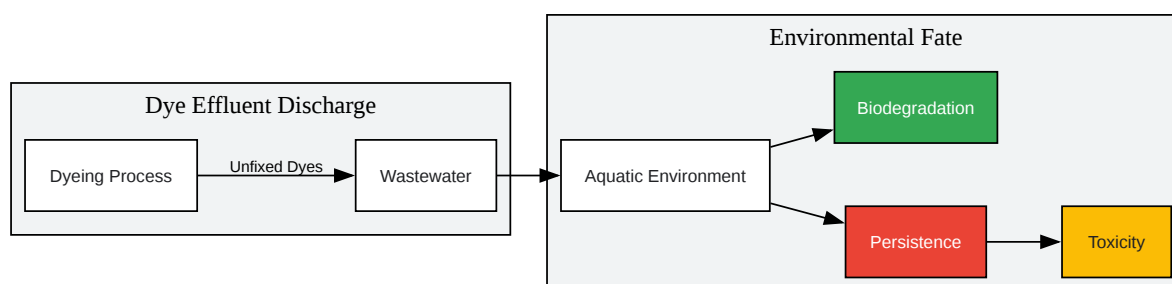 Dye Effluent Discharge
Dyeing Process
Unfixed Dyes
Wastewater
Environmental Fate
Aquatic Environment
Biodegradation
Persistence
Toxicity